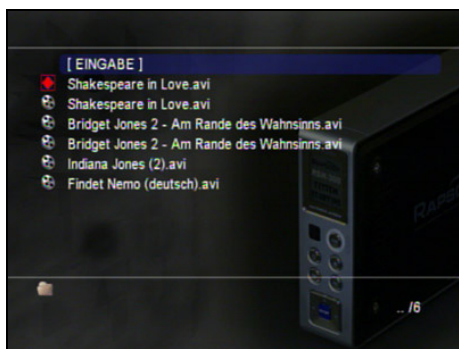 [ EINGABE ]
Shakespeare in Love.avi
Shakespeare in Love.avi
Bridget Jones 2 - Am Rande des Wahnsinns.avi
Bridget Jones 2 - Am Rande des Wahnsinns.avi
Indiana Jones (2).avi
Findet Nemo (deutsch).avi
... /6